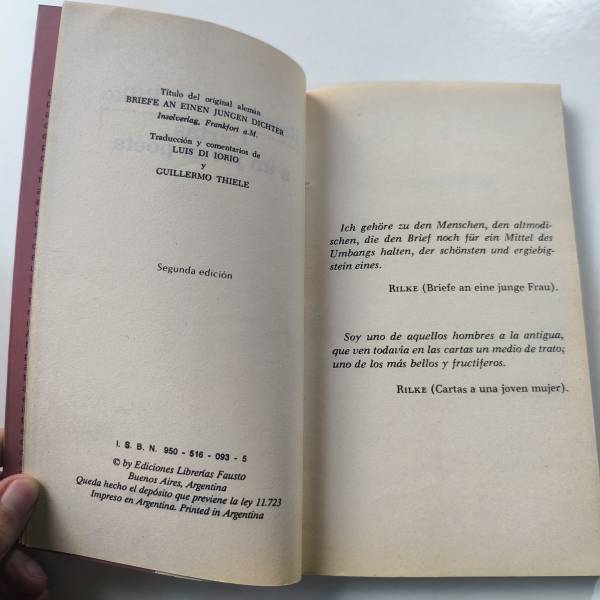 Título del original alemán
BRIEFE AN EINEN JUNGEN DICHTER
Inselverlag, Frankfort a.M.
Traducción y comentarios de
LUIS DI IORIO
y
GUILLERMO THIELE
Segunda edición
I. S. B. N. 950 - 516 - 093 - 5
© by Ediciones Librerías Fausto
Buenos Aires, Argentina
Queda hecho el depósito que previene la ley 11.723
Impreso en Argentina. Printed in Argentina
Ich gehöre zu den Menschen, den altmodi-
schen, die den Brief noch für ein Mittel des
Umbangs halten, der schönsten und ergiebig-
stein eines.
RILKE (Briefe an eine junge Frau).
Soy uno de aquellos hombres a la antigua,
que ven todavía en las cartas un medio de trato;
uno de los más bellos y fructíferos.
RILKE (Cartas a una joven mujer).